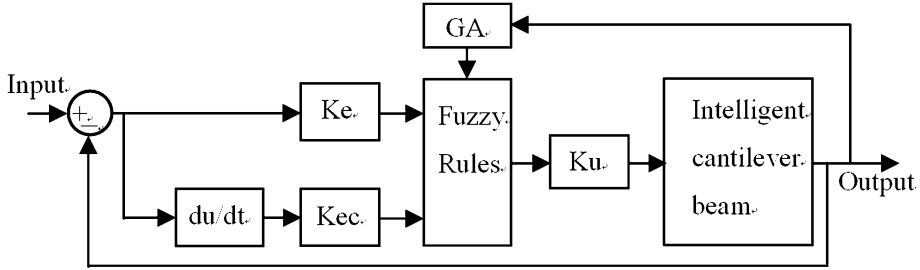 GA
Input
+
−
Ke
Fuzzy
Rules
Ku
Intelligent
cantilever
beam
Output
du/dt
Kec